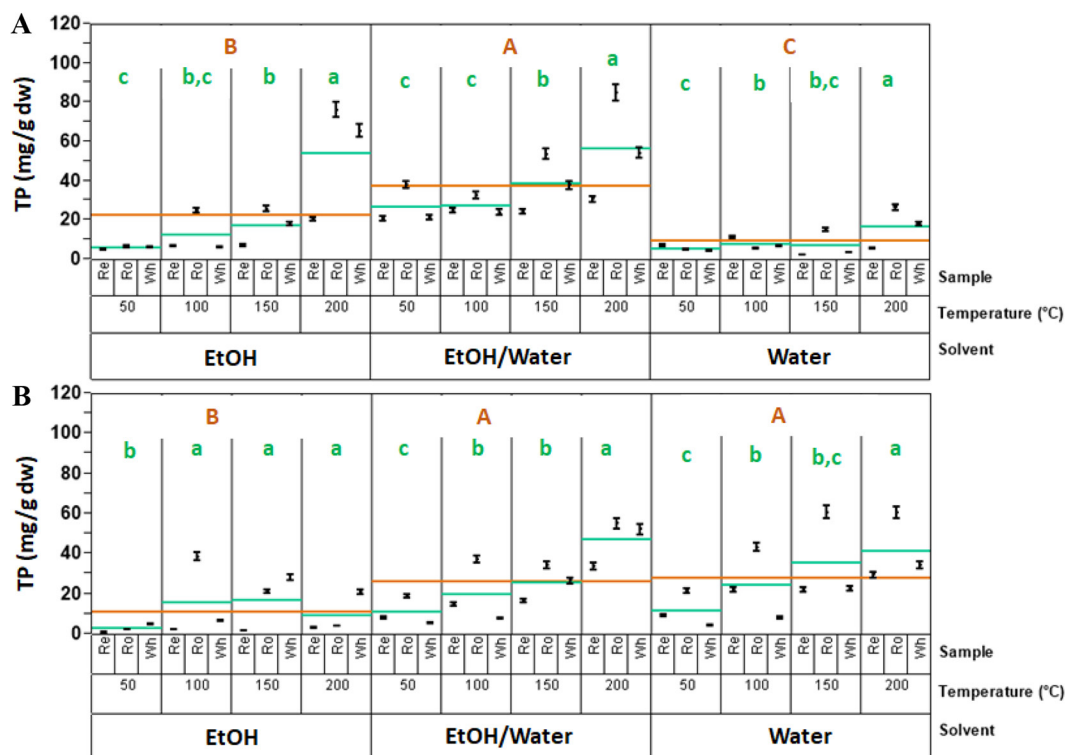 A
120
B A C
100
c b,c b a c c b a c b b,c a
80
60
40
20
0
TP (mg/g dw)
Re Ro Wh Re Ro Wh Re Ro Wh Re Ro Wh Re Ro Wh Re Ro Wh Re Ro Wh Re Ro Wh Re Ro Wh Re Ro Wh Re Ro Wh Re Ro Wh Sample
50 100 150 200 50 100 150 200 50 100 150 200 Temperature (°C)
EtOH EtOH/Water Water Solvent
B
120
B A A
100
b a a a c b b a c b b,c a
80
60
40
20
0
TP (mg/g dw)
Re Ro Wh Re Ro Wh Re Ro Wh Re Ro Wh Re Ro Wh Re Ro Wh Re Ro Wh Re Ro Wh Re Ro Wh Re Ro Wh Re Ro Wh Re Ro Wh Sample
50 100 150 200 50 100 150 200 50 100 150 200 Temperature (°C)
EtOH EtOH/Water Water Solvent